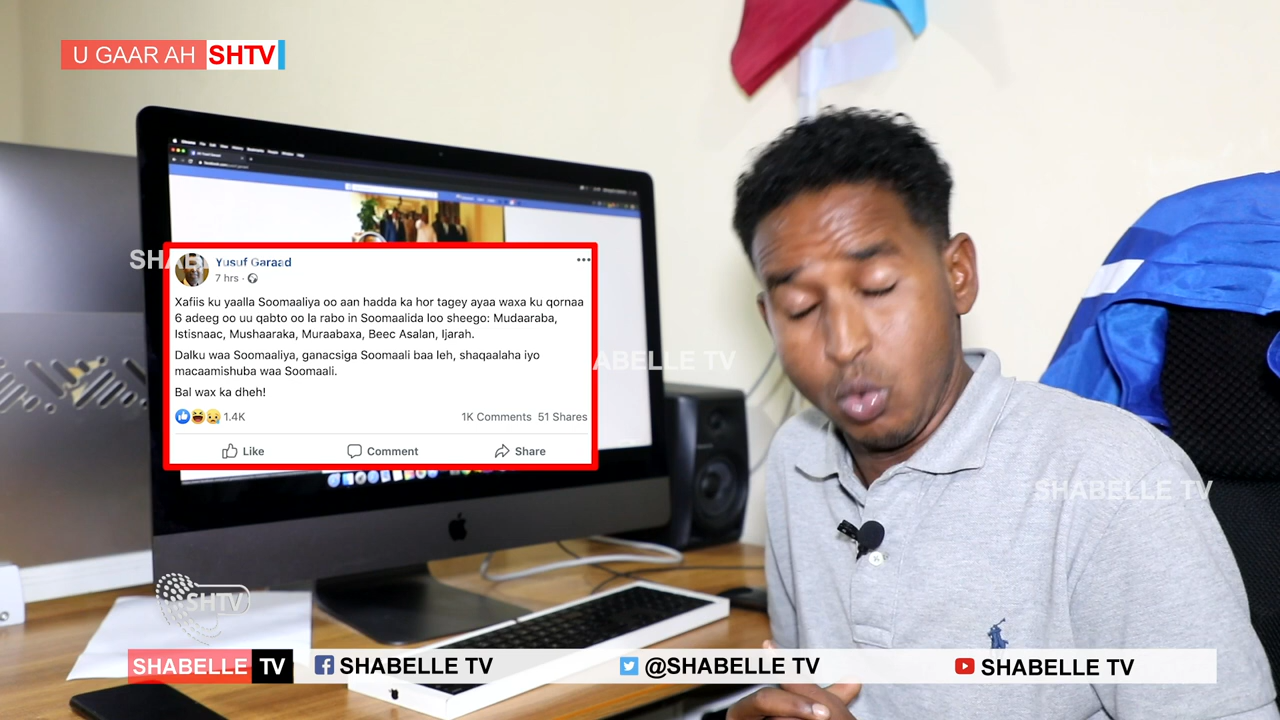 U GAAR AH SHTV
SHABELLE TV
Yusuf Garaad
7 hrs ·
Xafiis ku yaalla Soomaaliya oo aan hadda ka hor tagey ayaa waxa ku qornaa
6 adeeg oo uu qabto oo la rabo in Soomaalida loo sheego: Mudaaraba,
Istisnaac, Mushaaraka, Muraabaxa, Beec Asalan, Ijarah.
Dalku waa Soomaaliya, ganacsiga Soomaali baa leh, shaqaalaha iyo
macaamishuba waa Soomaali.
Bal wax ka dheh!
1.4K 1K Comments 51 Shares
Like Comment Share
SHABELLE TV
SHABELLE TV
SHTV
SHABELLE TV SHABELLE TV @SHABELLE TV SHABELLE TV